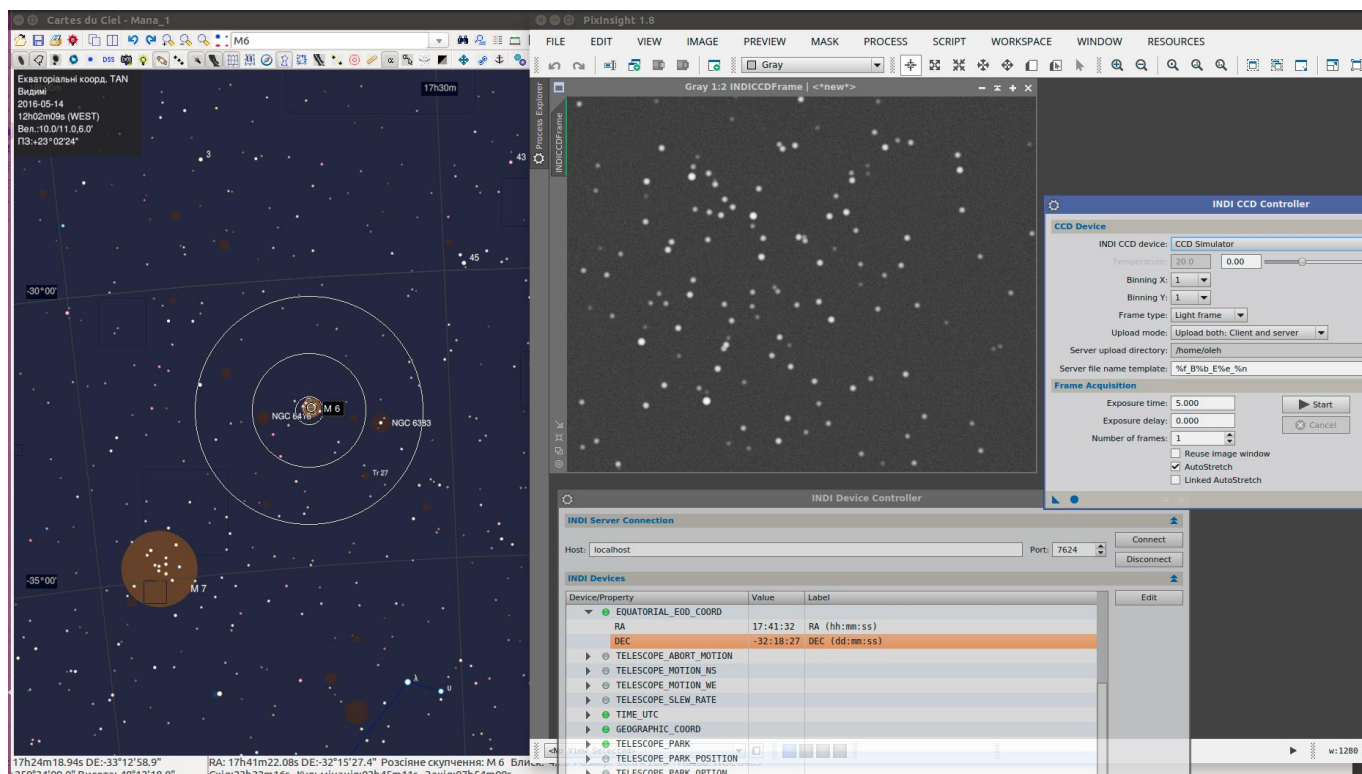 Cartes du Ciel - Mapa_1
M6
DSS
Екваторіальні коорд. TAN
Видимі
2016-05-14
12h02m09s (WEST)
Вел.:10.0/11.0,6.0'
ПЗ:+23°02'24"
17h30m
3
43
45
-30°00'
NGC 6416
M 6
NGC 6383
Tr 27
-35°00'
M 7
λ
υ
17h24m18.94s DE:-33°12'58.9"
RA: 17h41m22.08s DE:-32°15'27.4" Розсіяне скупчення: M 6
PixInsight 1.8
FILE EDIT VIEW IMAGE PREVIEW MASK PROCESS SCRIPT WORKSPACE WINDOW RESOURCES
Gray
Process Explorer
INDICCDFrame
Gray 1:2 INDICCDFrame | <*new*>
INDI CCD Controller
CCD Device
INDI CCD device: CCD Simulator
Temperature: 20.0 0.00
Binning X: 1
Binning Y: 1
Frame type: Light frame
Upload mode: Upload both: Client and server
Server upload directory: /home/oleh
Server file name template: %f_B%b_E%e_%n
Frame Acquisition
Exposure time: 5.000 Start
Exposure delay: 0.000 Cancel
Number of frames: 1
Reuse image window
AutoStretch
Linked AutoStretch
INDI Device Controller
INDI Server Connection
Connect
Host: localhost Port: 7624
Disconnect
INDI Devices
Device/Property Value Label Edit
EQUATORIAL_EOD_COORD
RA 17:41:32 RA (hh:mm:ss)
DEC -32:18:27 DEC (dd:mm:ss)
TELESCOPE_ABORT_MOTION
TELESCOPE_MOTION_NS
TELESCOPE_MOTION_WE
TELESCOPE_SLEW_RATE
TIME_UTC
GEOGRAPHIC_COORD
TELESCOPE_PARK
TELESCOPE_PARK_POSITION
TELESCOPE_PARK_OPTION
<No View Selected>
w:1280